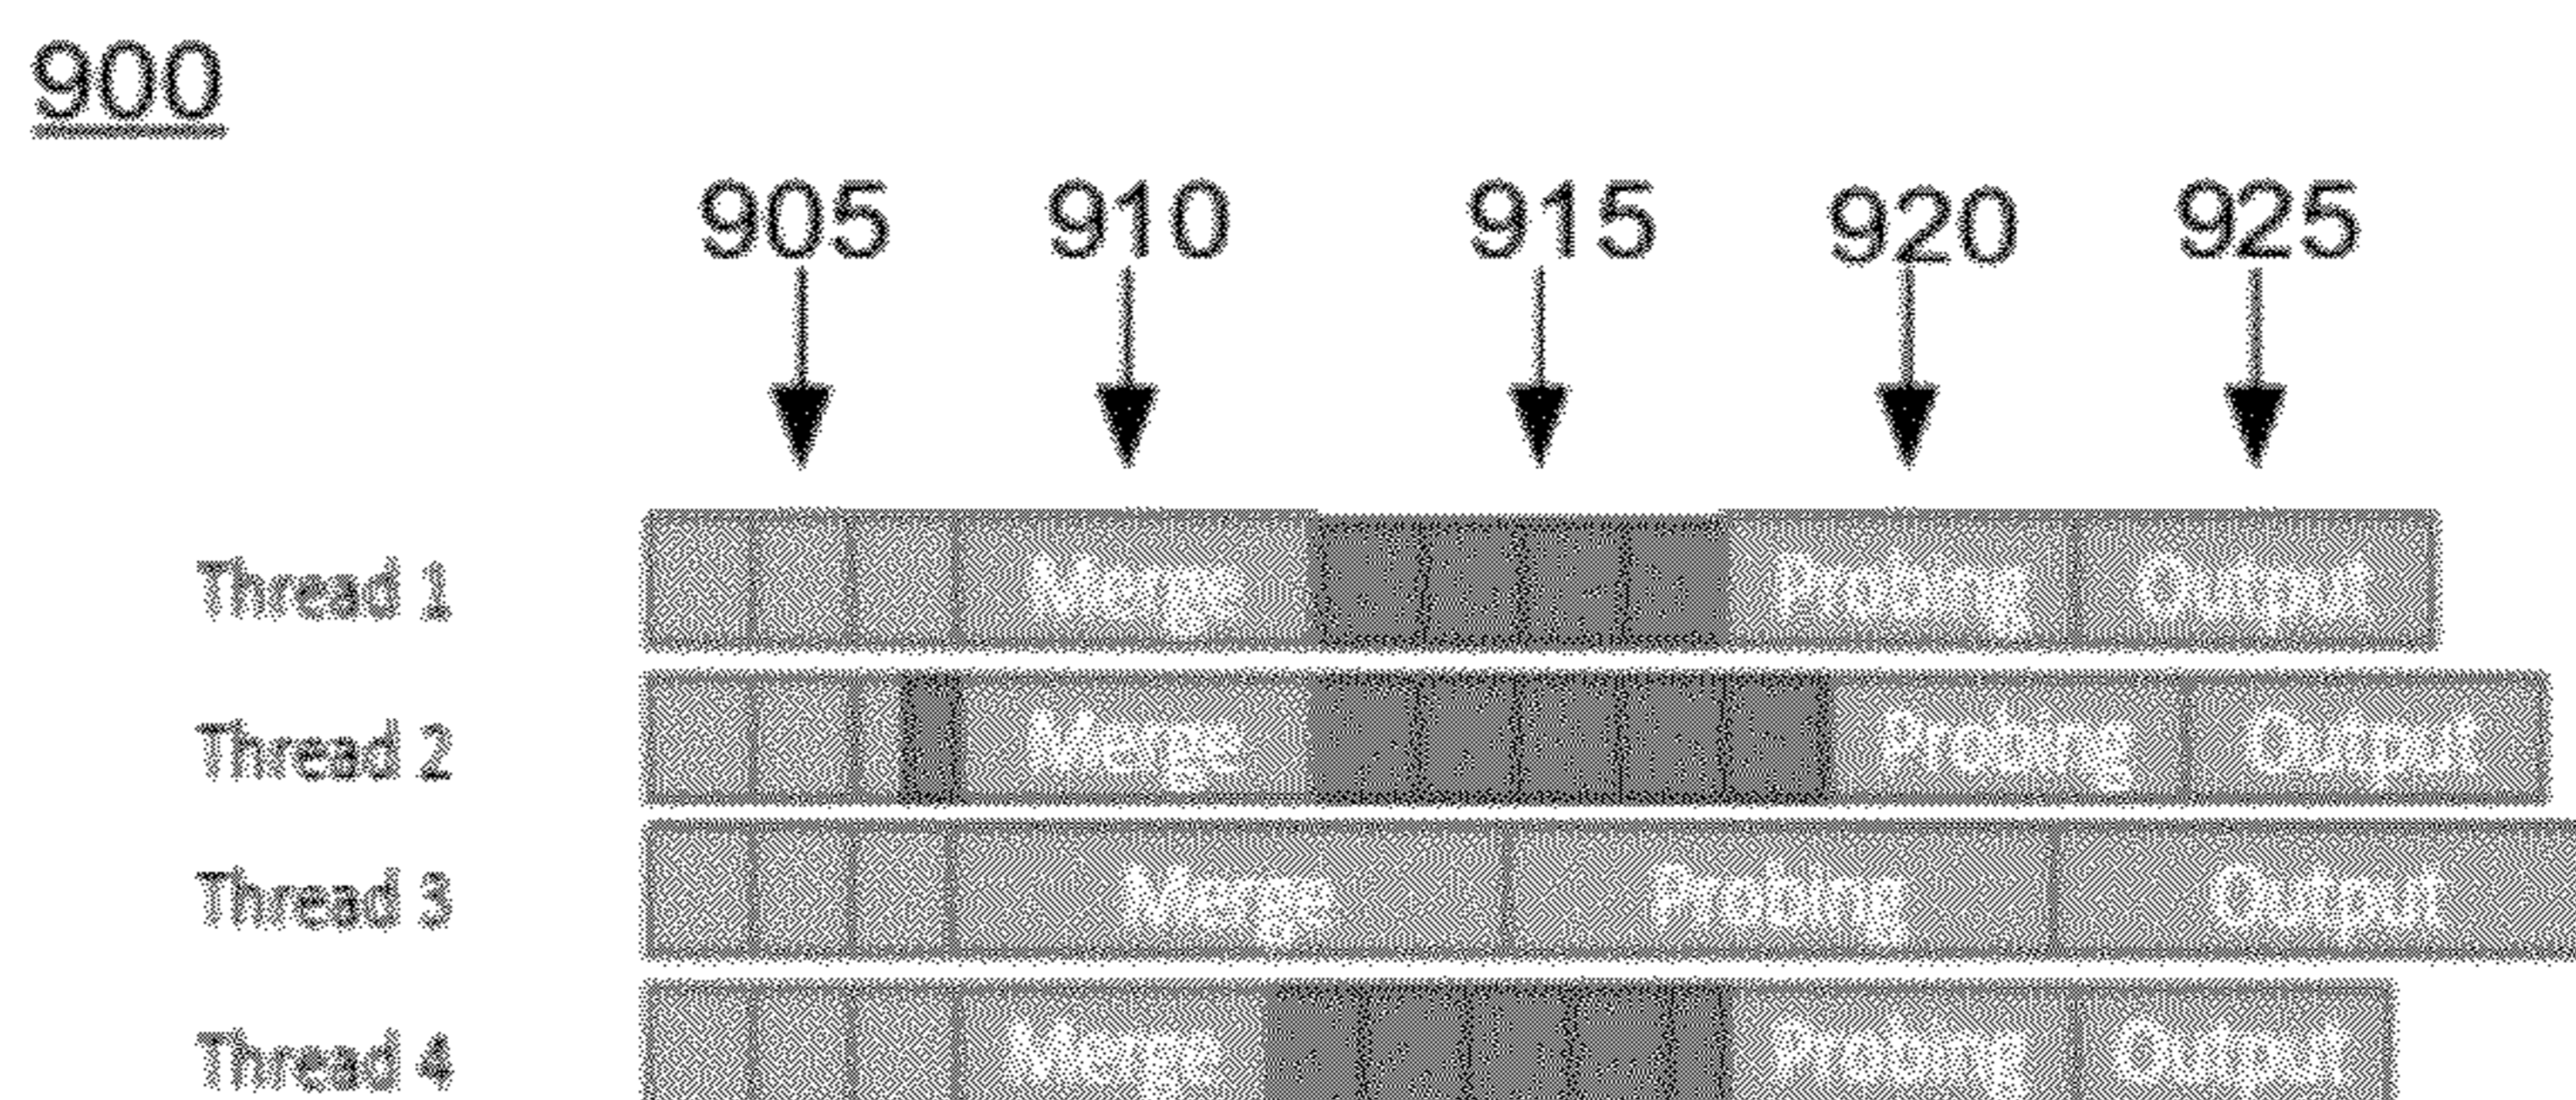 900
905 910 915 920 925
Thread 1 Merge Probing Output
Thread 2 Merge Probing Output
Thread 3 Merge Probing Output
Thread 4 Merge Probing Output